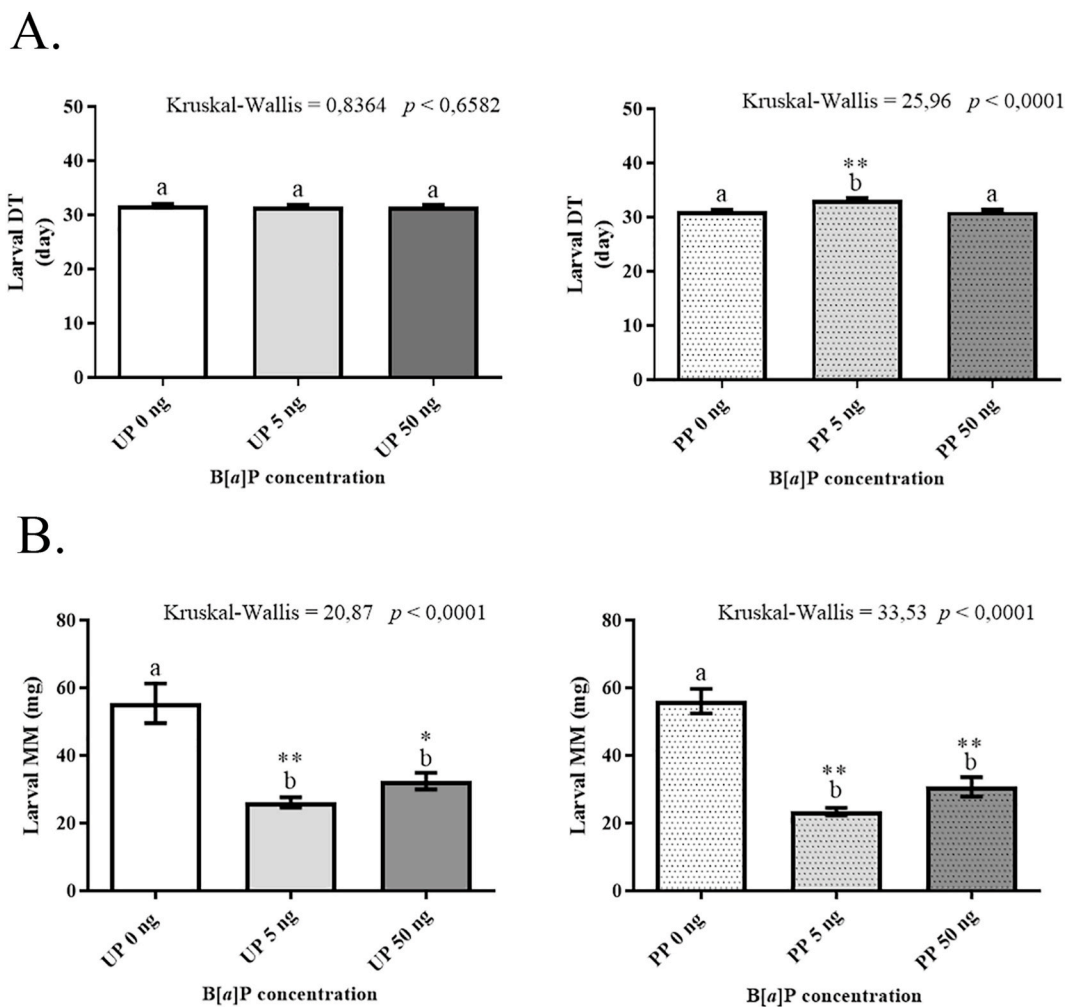 A.
Kruskal-Wallis = 0,8364 p < 0,6582
50
40
30
20
10
0
Larval DT
(day)
a
a
a
UP 0 ng
UP 5 ng
UP 50 ng
B[a]P concentration
Kruskal-Wallis = 25,96 p < 0,0001
50
40
30
20
10
0
Larval DT
(day)
a
**
b
a
PP 0 ng
PP 5 ng
PP 50 ng
B[a]P concentration
B.
Kruskal-Wallis = 20,87 p < 0,0001
80
60
40
20
0
Larval MM (mg)
a
**
b
*
b
UP 0 ng
UP 5 ng
UP 50 ng
B[a]P concentration
Kruskal-Wallis = 33,53 p < 0,0001
80
60
40
20
0
Larval MM (mg)
a
**
b
**
b
PP 0 ng
PP 5 ng
PP 50 ng
B[a]P concentration